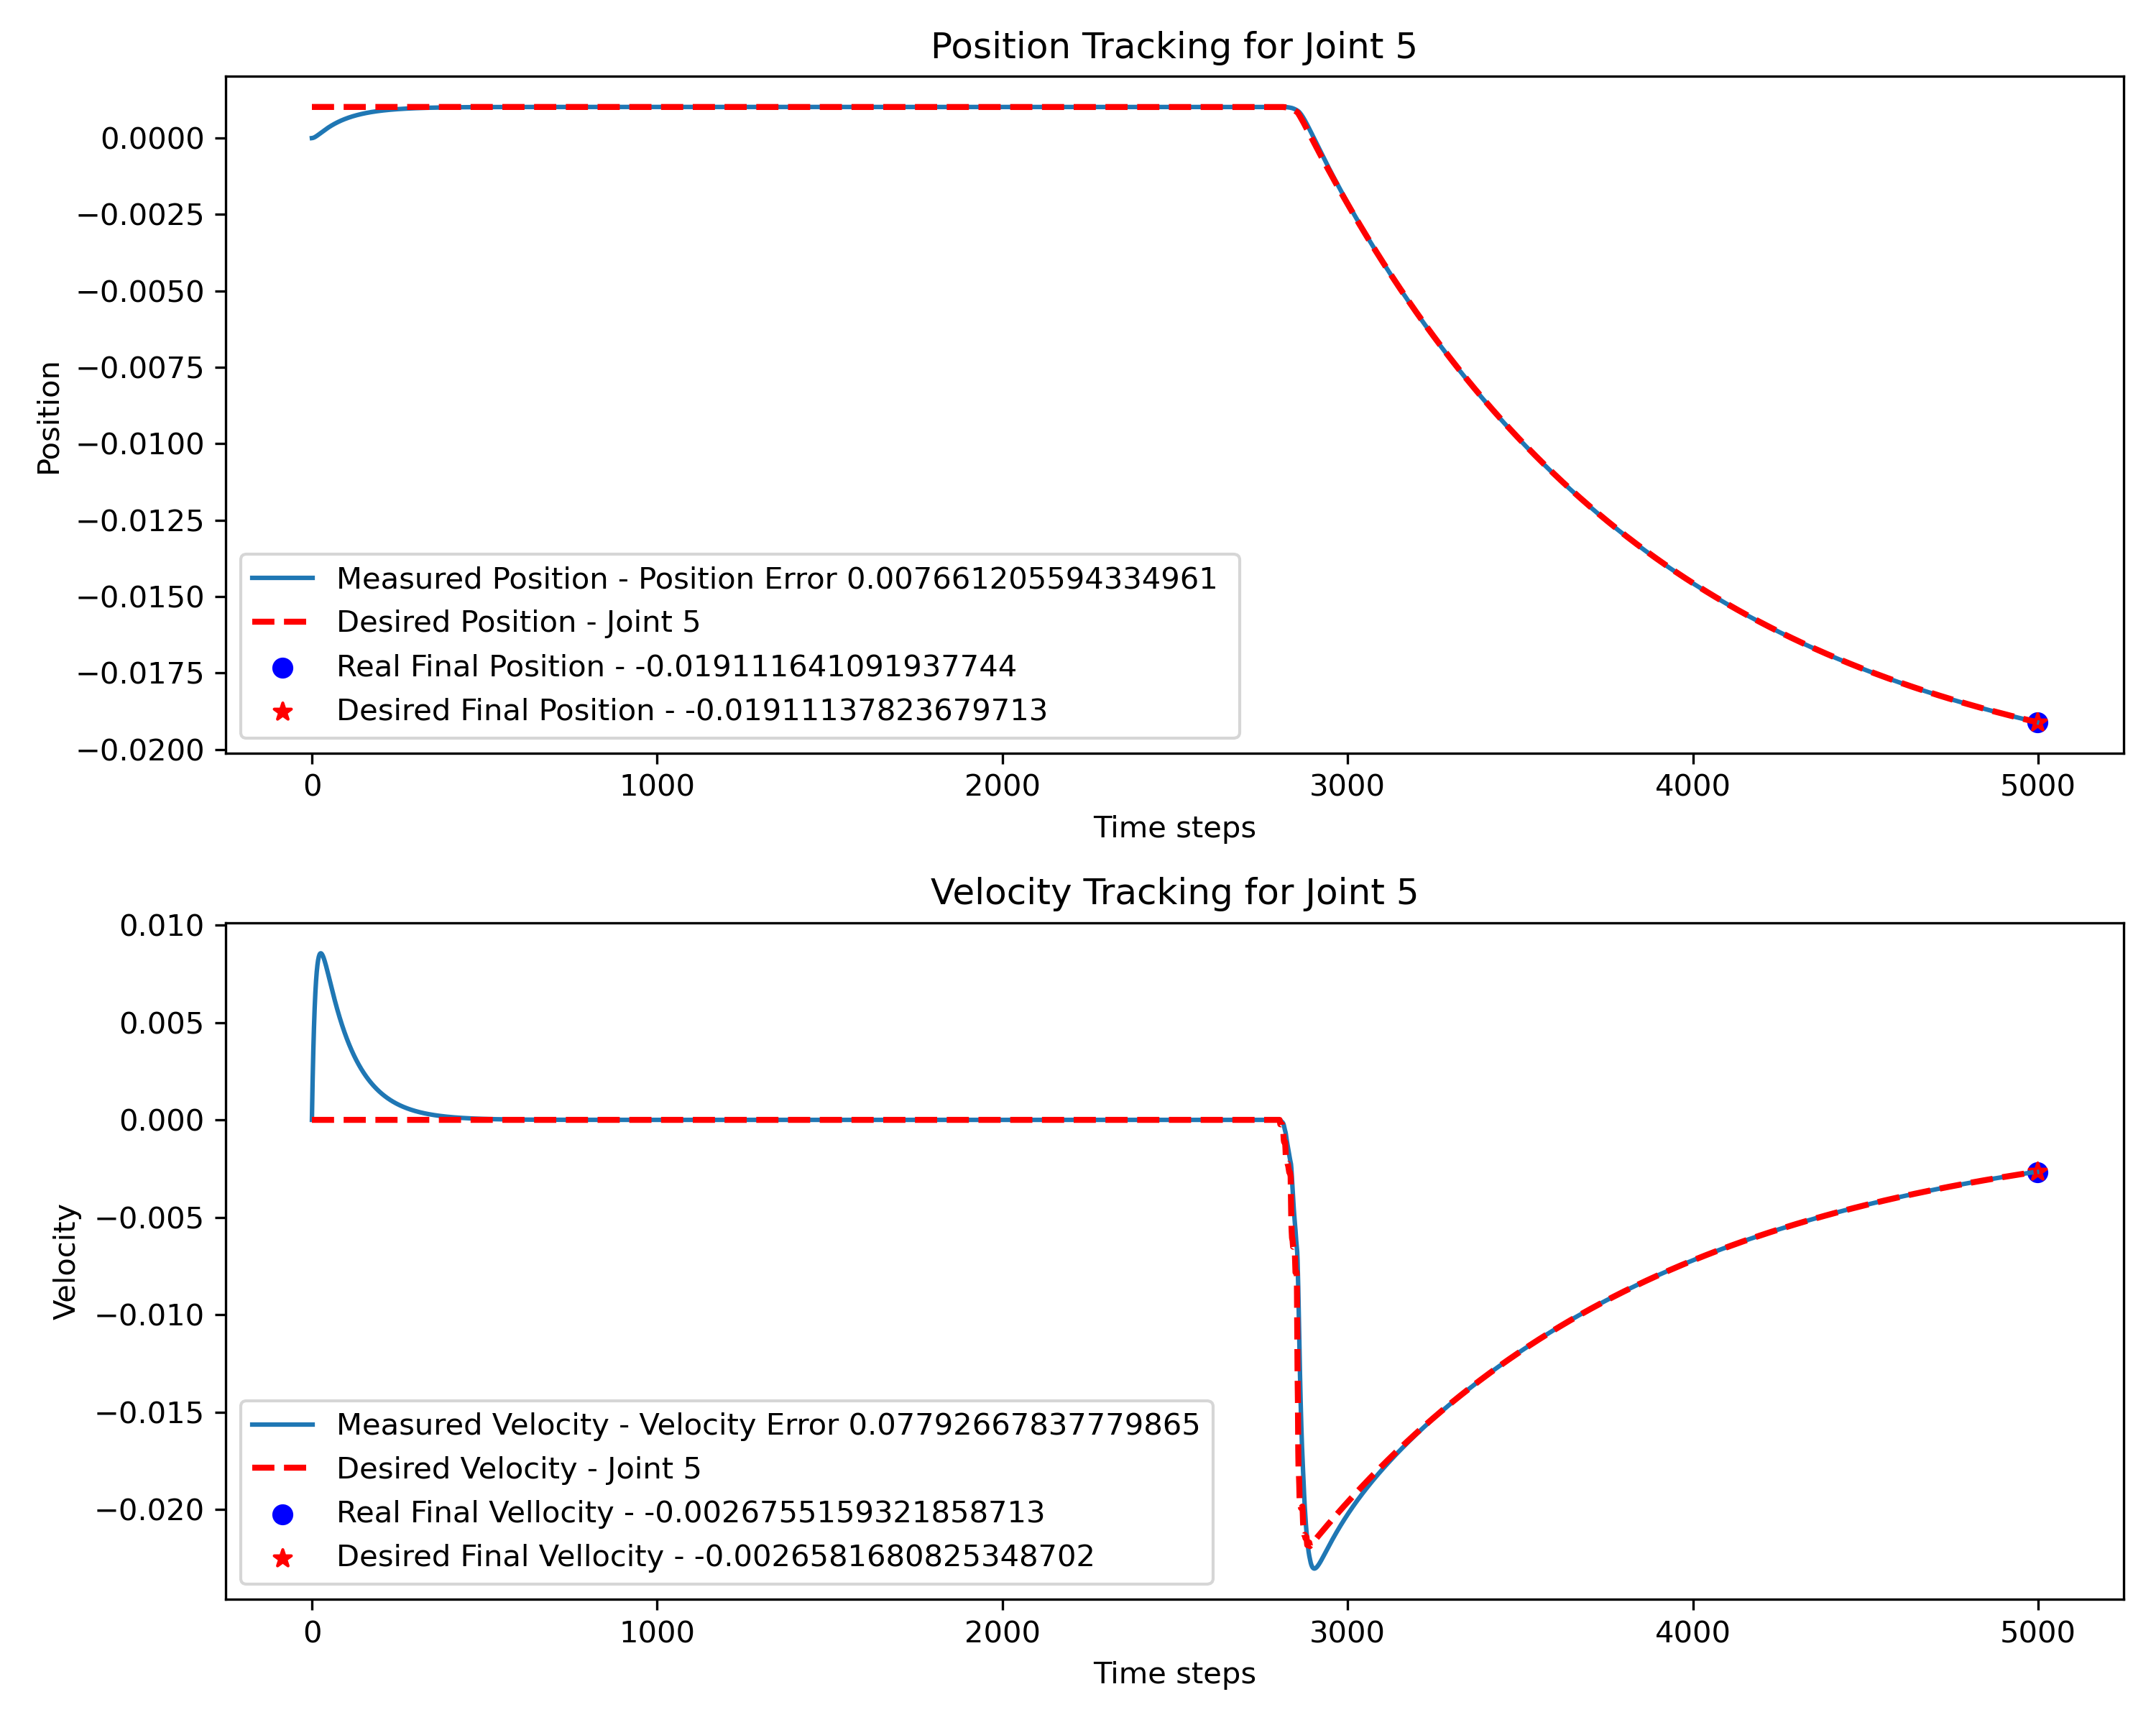 Position Tracking for Joint 5
0.0000
−0.0025
−0.0050
−0.0075
−0.0100
−0.0125
−0.0150
−0.0175
−0.0200
Position
Measured Position - Position Error 0.007661205594334961
Desired Position - Joint 5
Real Final Position - -0.019111641091937744
Desired Final Position - -0.01911137823679713
0 1000 2000 3000 4000 5000
Time steps
Velocity Tracking for Joint 5
0.010
0.005
0.000
−0.005
−0.010
−0.015
−0.020
Velocity
Measured Velocity - Velocity Error 0.07792667837779865
Desired Velocity - Joint 5
Real Final Vellocity - -0.0026755159321858713
Desired Final Vellocity - -0.0026581680825348702
0 1000 2000 3000 4000 5000
Time steps